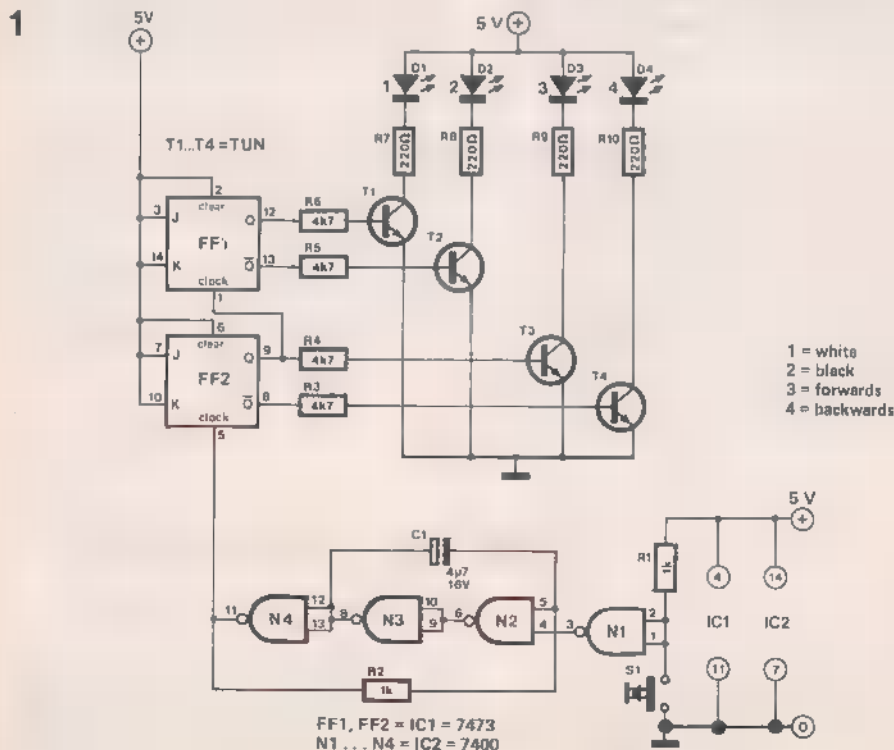 1
5V
5 V
D1
D2
D3
D4
1
2
3
4
T1...T4 = TUN
R7
220Ω
R8
220Ω
R9
220Ω
R10
220Ω
2
clear
3
J
Q
12
R6
4k7
T1
FF1
14
K
Q̅
13
R5
4k7
T2
clock
1
6
clear
7
J
Q
9
R4
4k7
T3
FF2
10
K
Q̅
8
R3
4k7
T4
clock
5
1 = white
2 = black
3 = forwards
4 = backwards
5 V
C1
4µ7
16V
R1
1k
4
14
11
N4
12
13
8
N3
10
9
6
N2
5
4
3
N1
2
1
IC1
IC2
S1
11
7
R2
1k
0
FF1, FF2 = IC1 = 7473
N1 ... N4 = IC2 = 7400